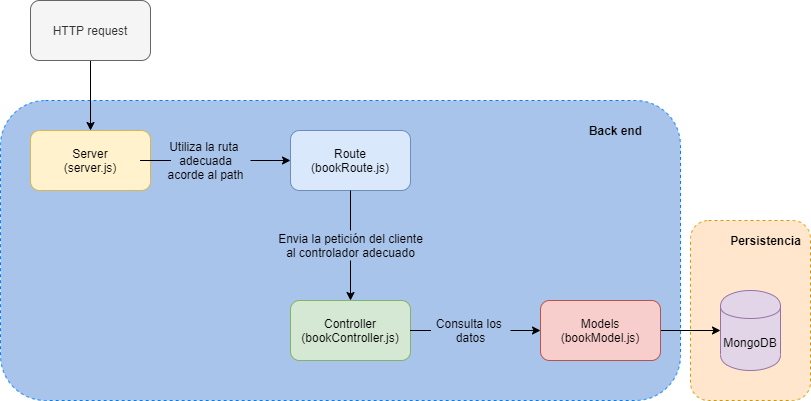 HTTP request
Back end
Server
(server.js)
Utiliza la ruta
adecuada
acorde al path
Route
(bookRoute.js)
Envia la petición del cliente
al controlador adecuado
Persistencia
Controller
(bookController.js)
Consulta los
datos
Models
(bookModel.js)
MongoDB